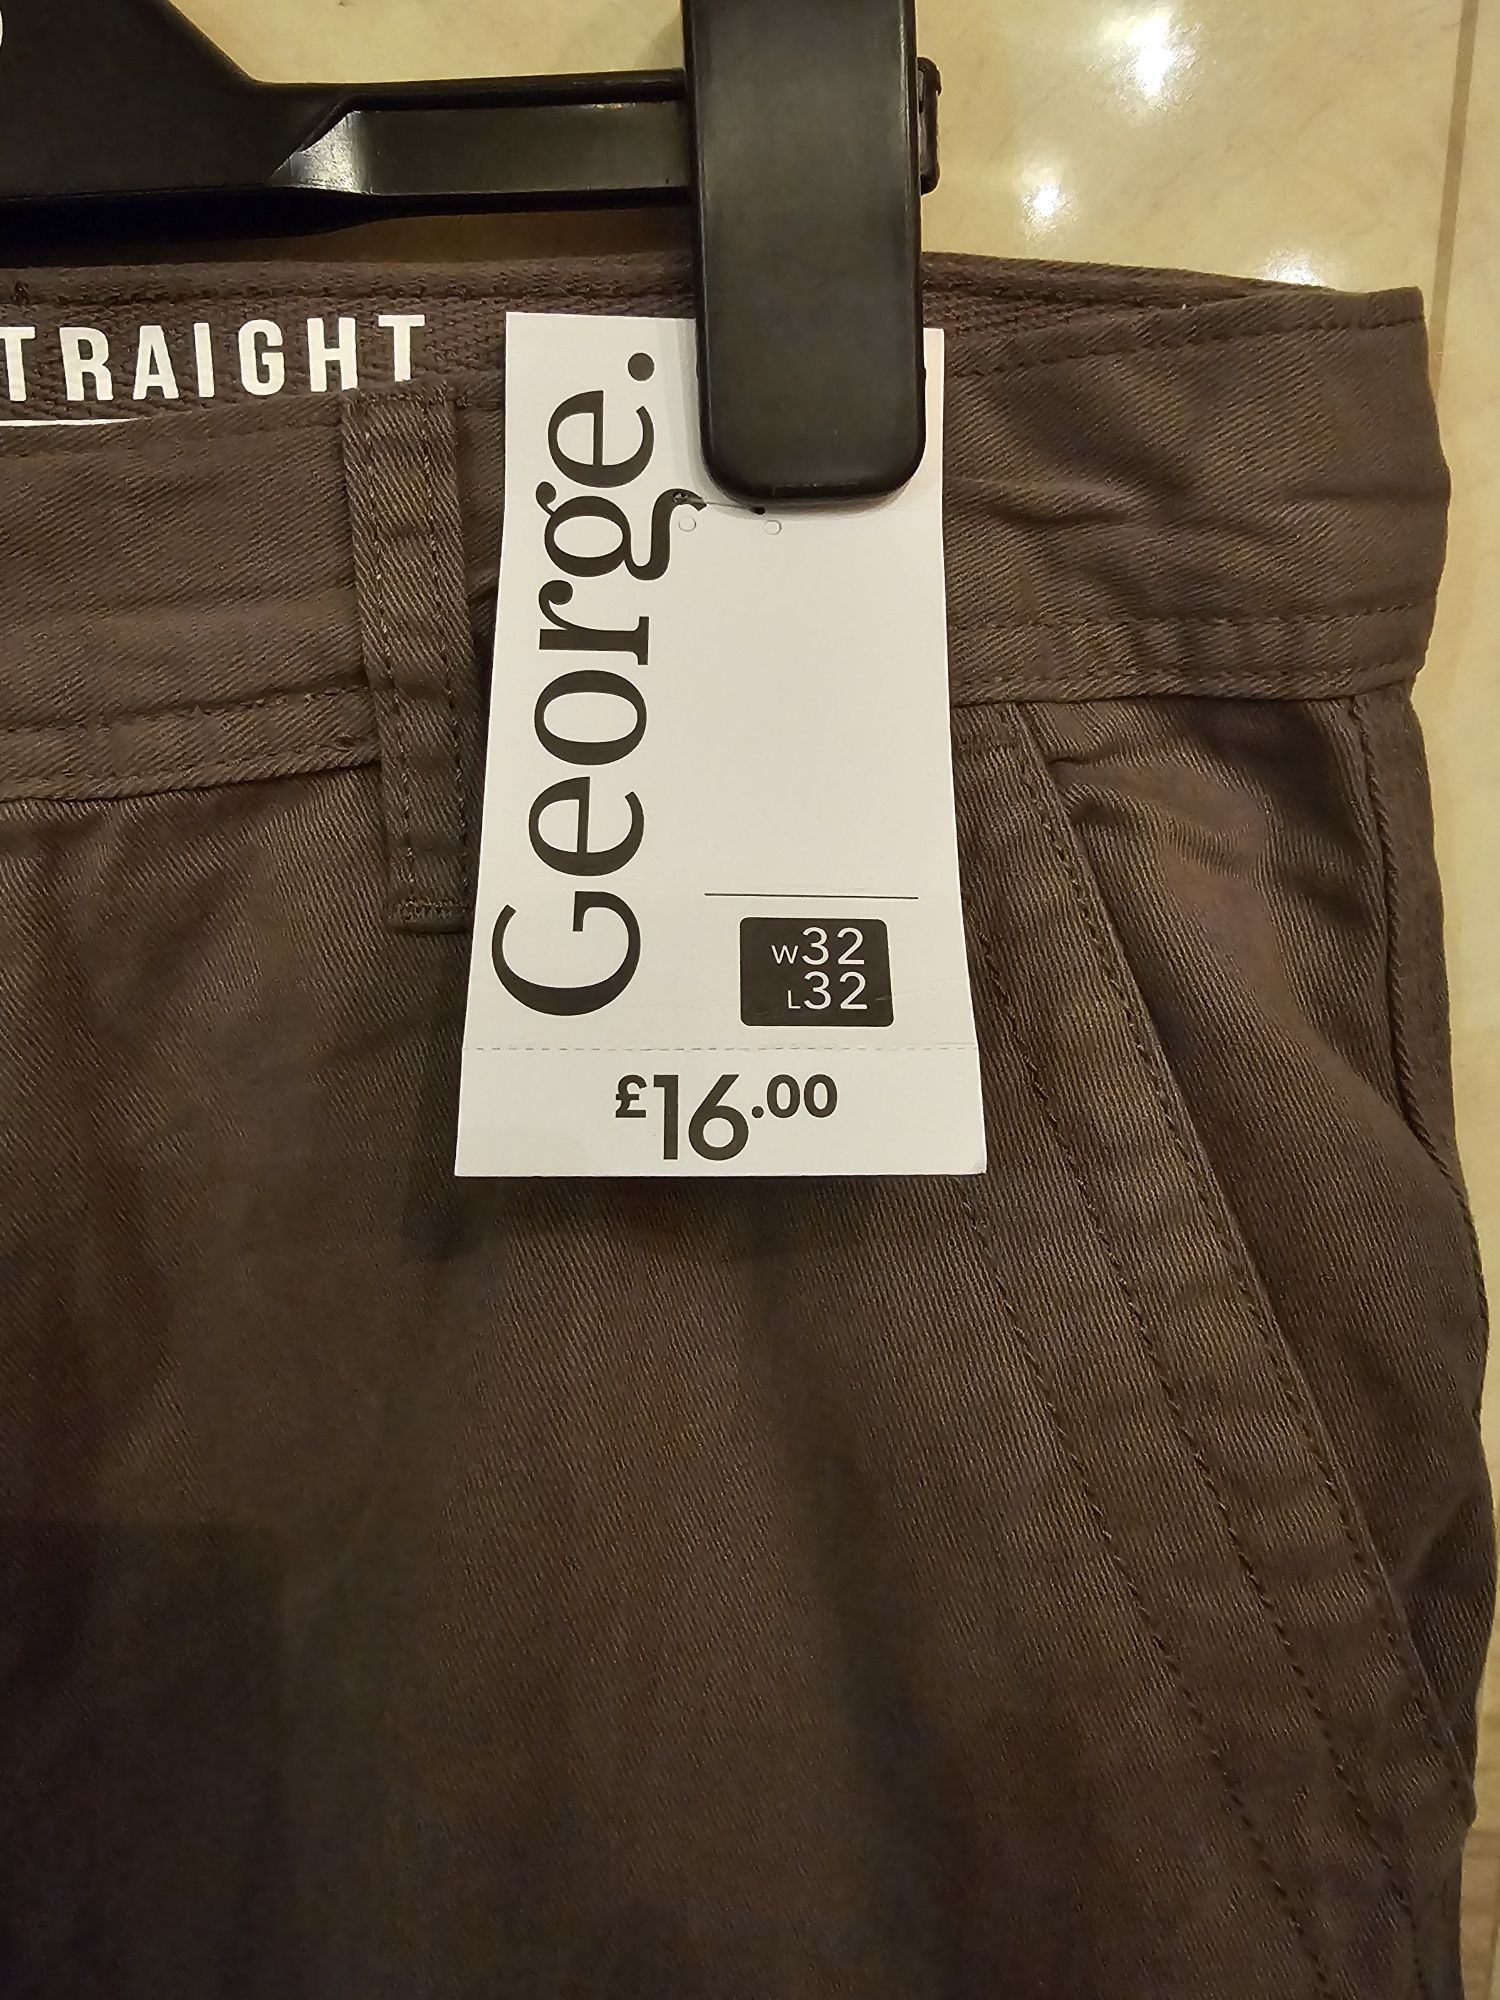 TRAIGHT
George.
W32
L32
£16.00